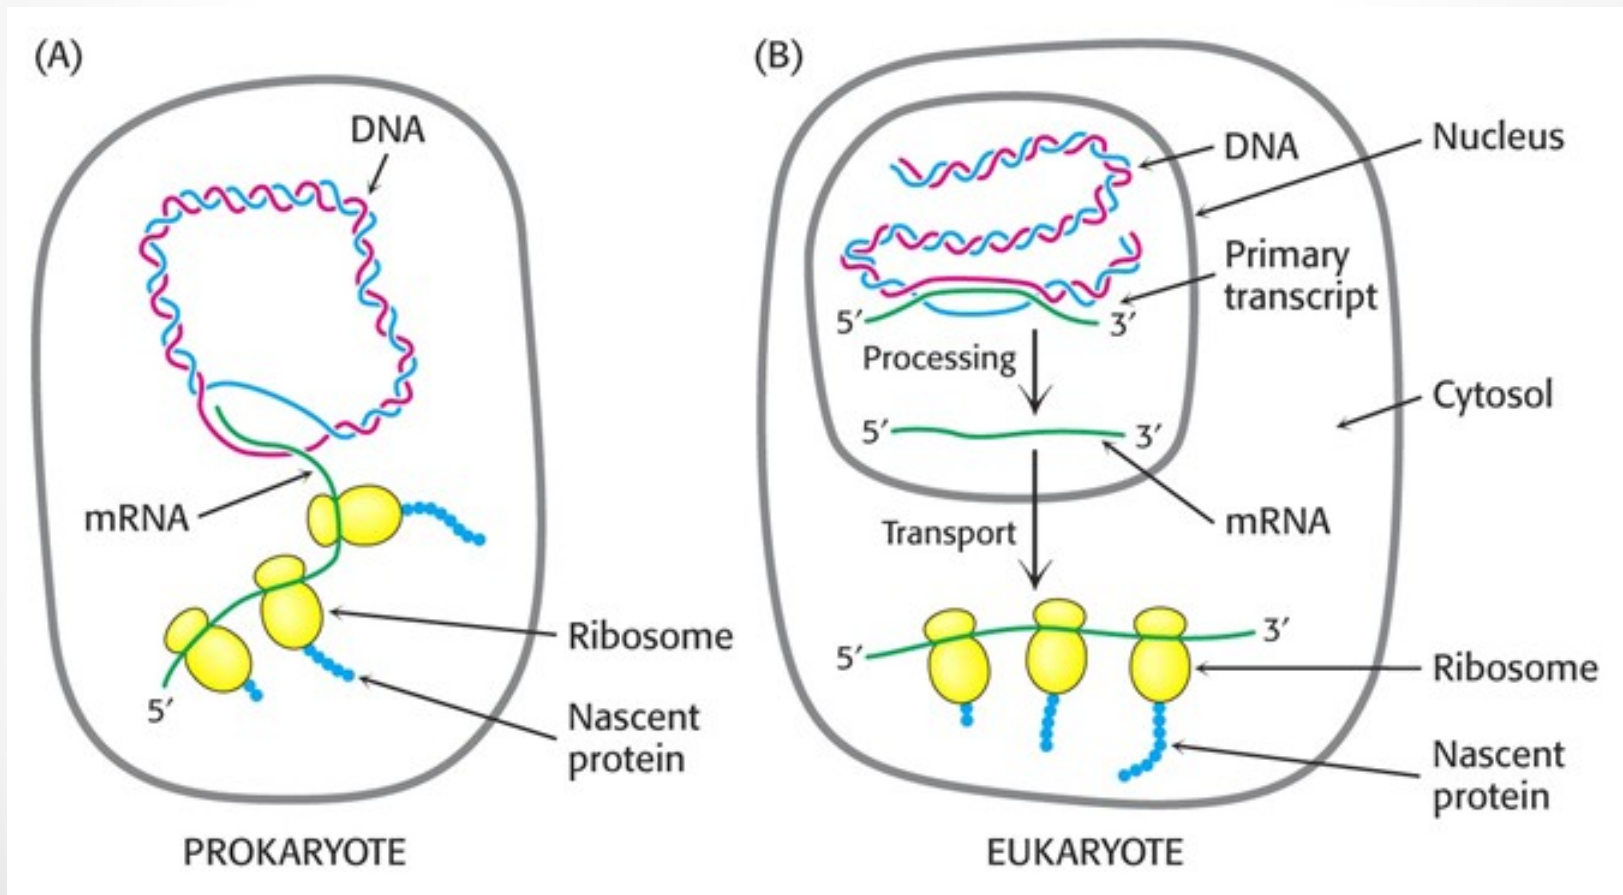 (A)
DNA
mRNA
Ribosome
Nascent
protein
5′
PROKARYOTE
(B)
DNA
Nucleus
Primary
transcript
5′
3′
Processing
Cytosol
5′
3′
mRNA
Transport
3′
5′
Ribosome
Nascent
protein
EUKARYOTE